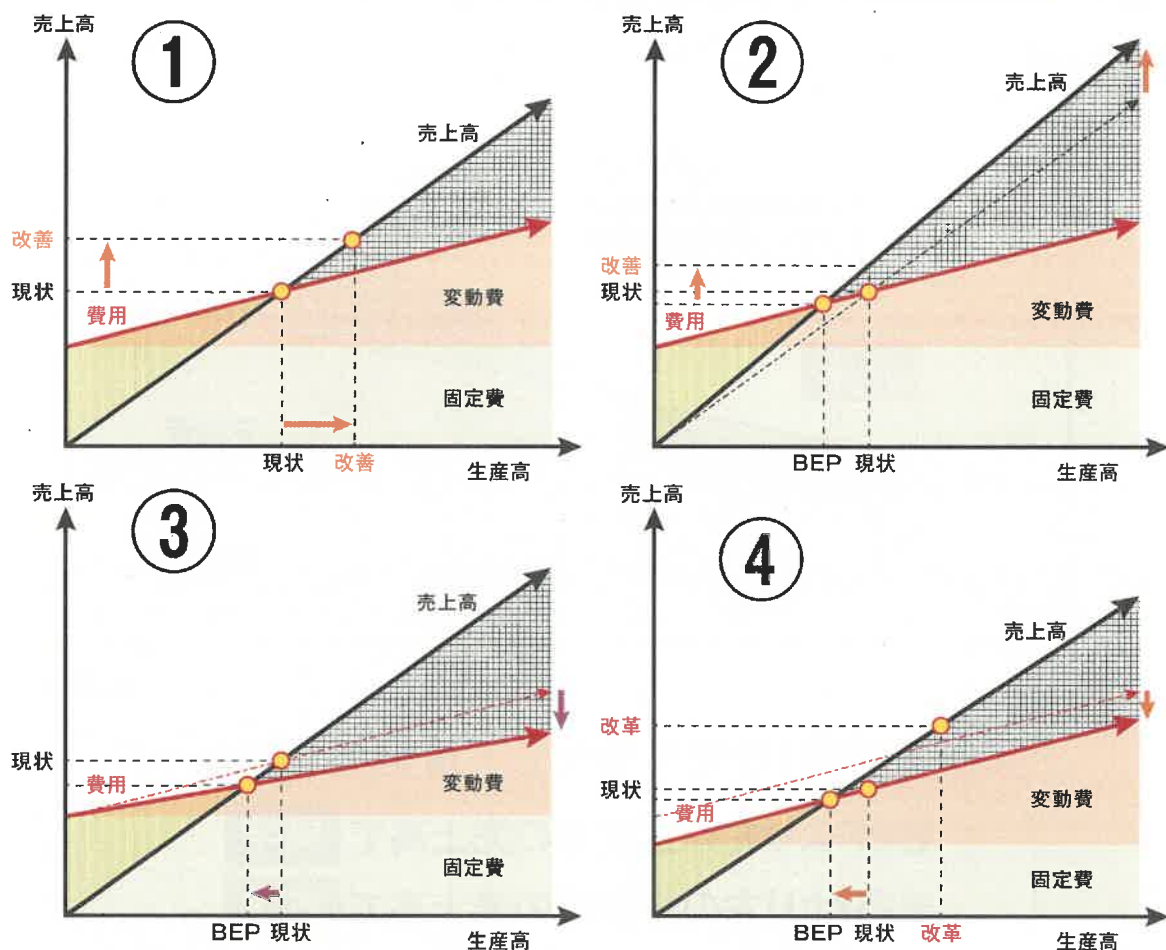 売上高
①
売上高
改善
現状
費用
変動費
固定費
現状 改善
生産高
売上高
②
売上高
改善
現状
費用
変動費
固定費
BEP 現状
生産高
売上高
③
売上高
現状
費用
変動費
固定費
BEP 現状
生産高
売上高
④
売上高
改革
現状
費用
変動費
固定費
BEP 現状 改革
生産高